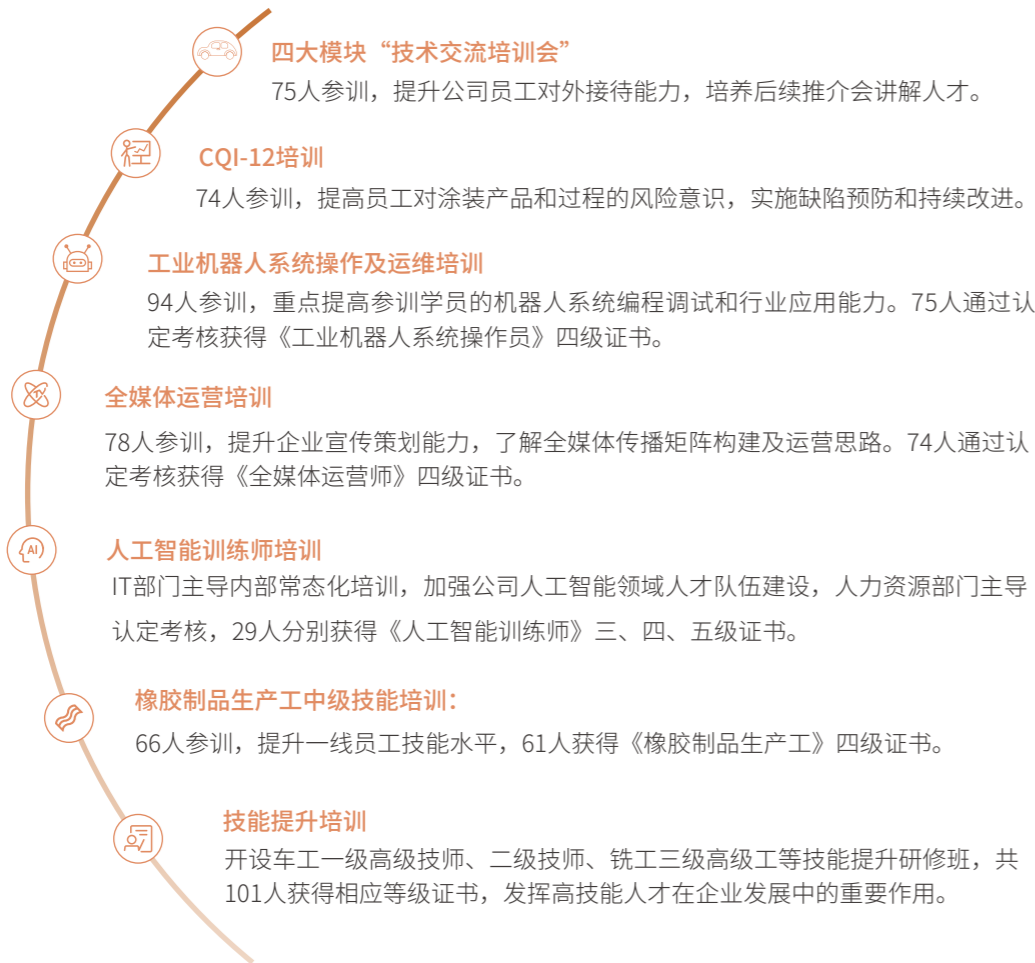 四大模块“技术交流培训会”
75人参训，提升公司员工对外接待能力，培养后续推介会讲解人才。
CQI-12培训
74人参训，提高员工对涂装产品和过程的风险意识，实施缺陷预防和持续改进。
工业机器人系统操作及运维培训
94人参训，重点提高参训学员的机器人系统编程调试和行业应用能力。75人通过认
定考核获得《工业机器人系统操作员》四级证书。
全媒体运营培训
78人参训，提升企业宣传策划能力，了解全媒体传播矩阵构建及运营思路。74人通过认
定考核获得《全媒体运营师》四级证书。
AI
人工智能训练师培训
IT部门主导内部常态化培训，加强公司人工智能领域人才队伍建设，人力资源部门主导
认定考核，29人分别获得《人工智能训练师》三、四、五级证书。
橡胶制品生产工中级技能培训：
66人参训，提升一线员工技能水平，61人获得《橡胶制品生产工》四级证书。
技能提升培训
开设车工一级高级技师、二级技师、铣工三级高级工等技能提升研修班，共
101人获得相应等级证书，发挥高技能人才在企业发展中的重要作用。